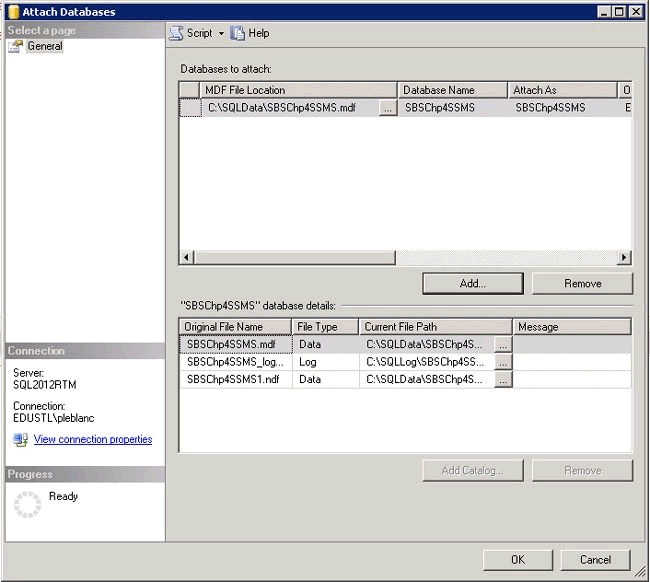 Attach Databases
Select a page
General
Script Help
Databases to attach:
MDF File Location Database Name Attach As O
C:\SQLData\SBSChp4SSMS.mdf ... SBSChp4SSMS SBSChp4SSMS E
Add... Remove
"SBSChp4SSMS" database details:
Original File Name File Type Current File Path Message
SBSChp4SSMS.mdf Data C:\SQLData\SBSChp4S... ...
SBSChp4SSMS_log... Log C:\SQLLog\SBSChp4SS... ...
SBSChp4SSMS1.ndf Data C:\SQLData\SBSChp4S... ...
Add Catalog... Remove
Connection
Server:
SQL2012RTM
Connection:
EDUSTL\pleblanc
View connection properties
Progress
Ready
OK Cancel